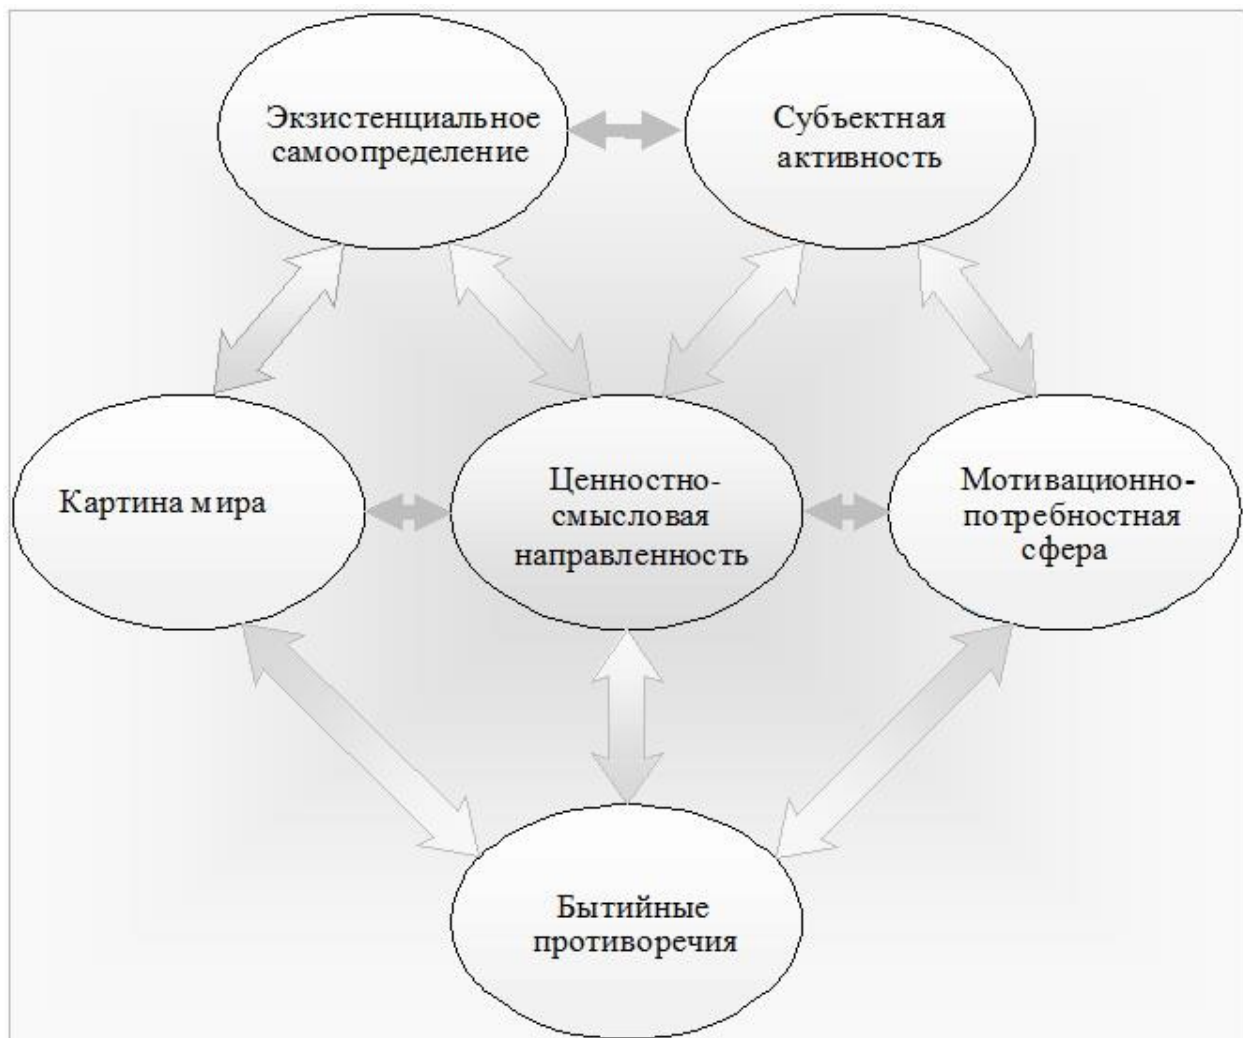 Экзистенциальное
самоопределение
Субъектная
активность
Картина мира
Ценностно-
смысловая
направленность
Мотивационно-
потребностная
сфера
Бытийные
противоречия